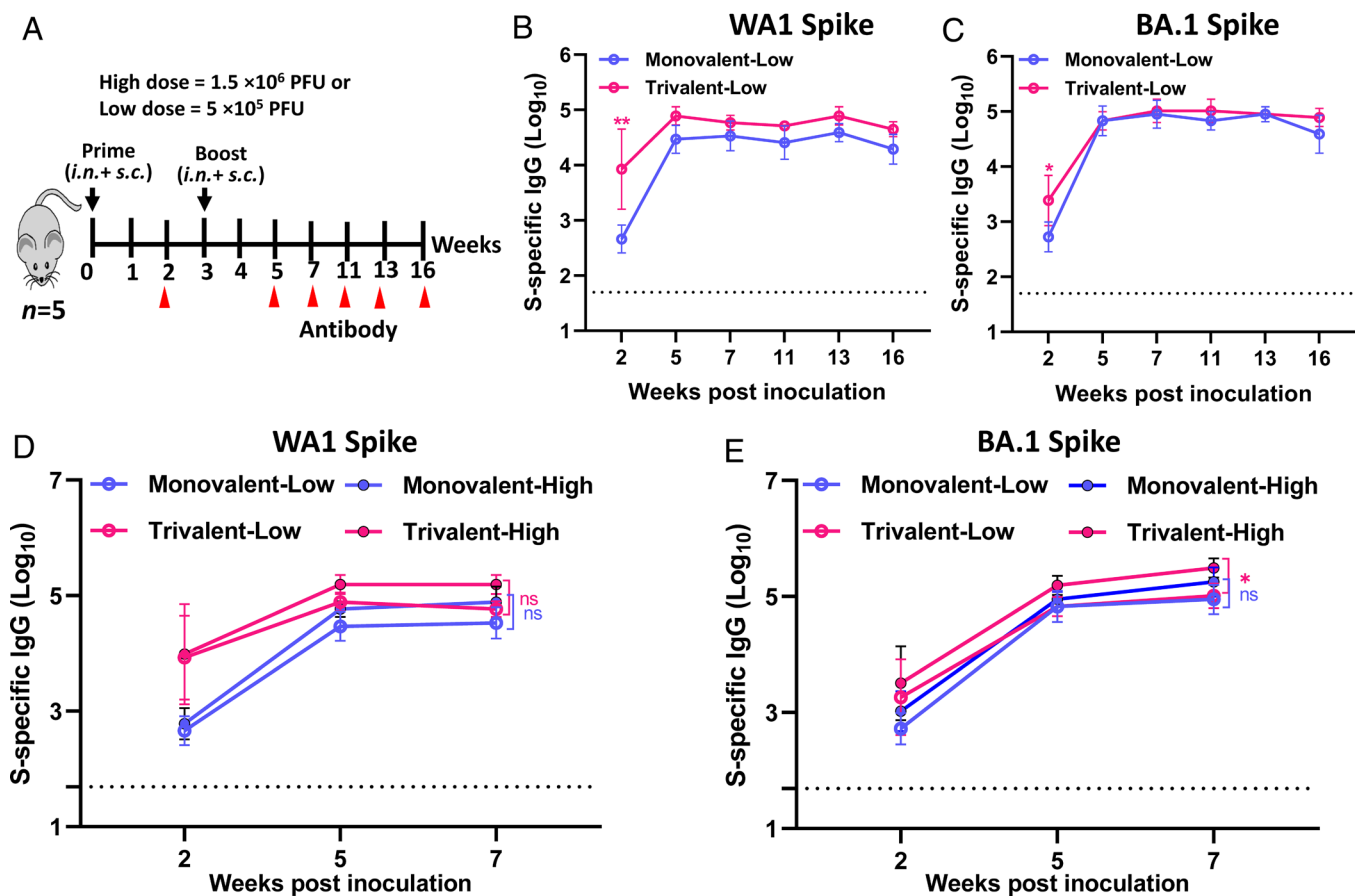 A
High dose = 1.5 ×10⁶ PFU or
Low dose = 5 ×10⁵ PFU
Prime
(i.n.+ s.c.)
Boost
(i.n.+ s.c.)
Weeks
0 1 2 3 4 5 7 11 13 16
n=5
Antibody
B
WA1 Spike
Monovalent-Low
Trivalent-Low
S-specific IgG (Log₁₀)
6
5
4
3
2
1
**
2 5 7 11 13 16
Weeks post inoculation
C
BA.1 Spike
Monovalent-Low
Trivalent-Low
S-specific IgG (Log₁₀)
6
5
4
3
2
1
*
2 5 7 11 13 16
Weeks post inoculation
D
WA1 Spike
Monovalent-Low Monovalent-High
Trivalent-Low Trivalent-High
S-specific IgG (Log₁₀)
7
5
3
1
ns
ns
2 5 7
Weeks post inoculation
E
BA.1 Spike
Monovalent-Low Monovalent-High
Trivalent-Low Trivalent-High
S-specific IgG (Log₁₀)
7
5
3
1
*
ns
2 5 7
Weeks post inoculation